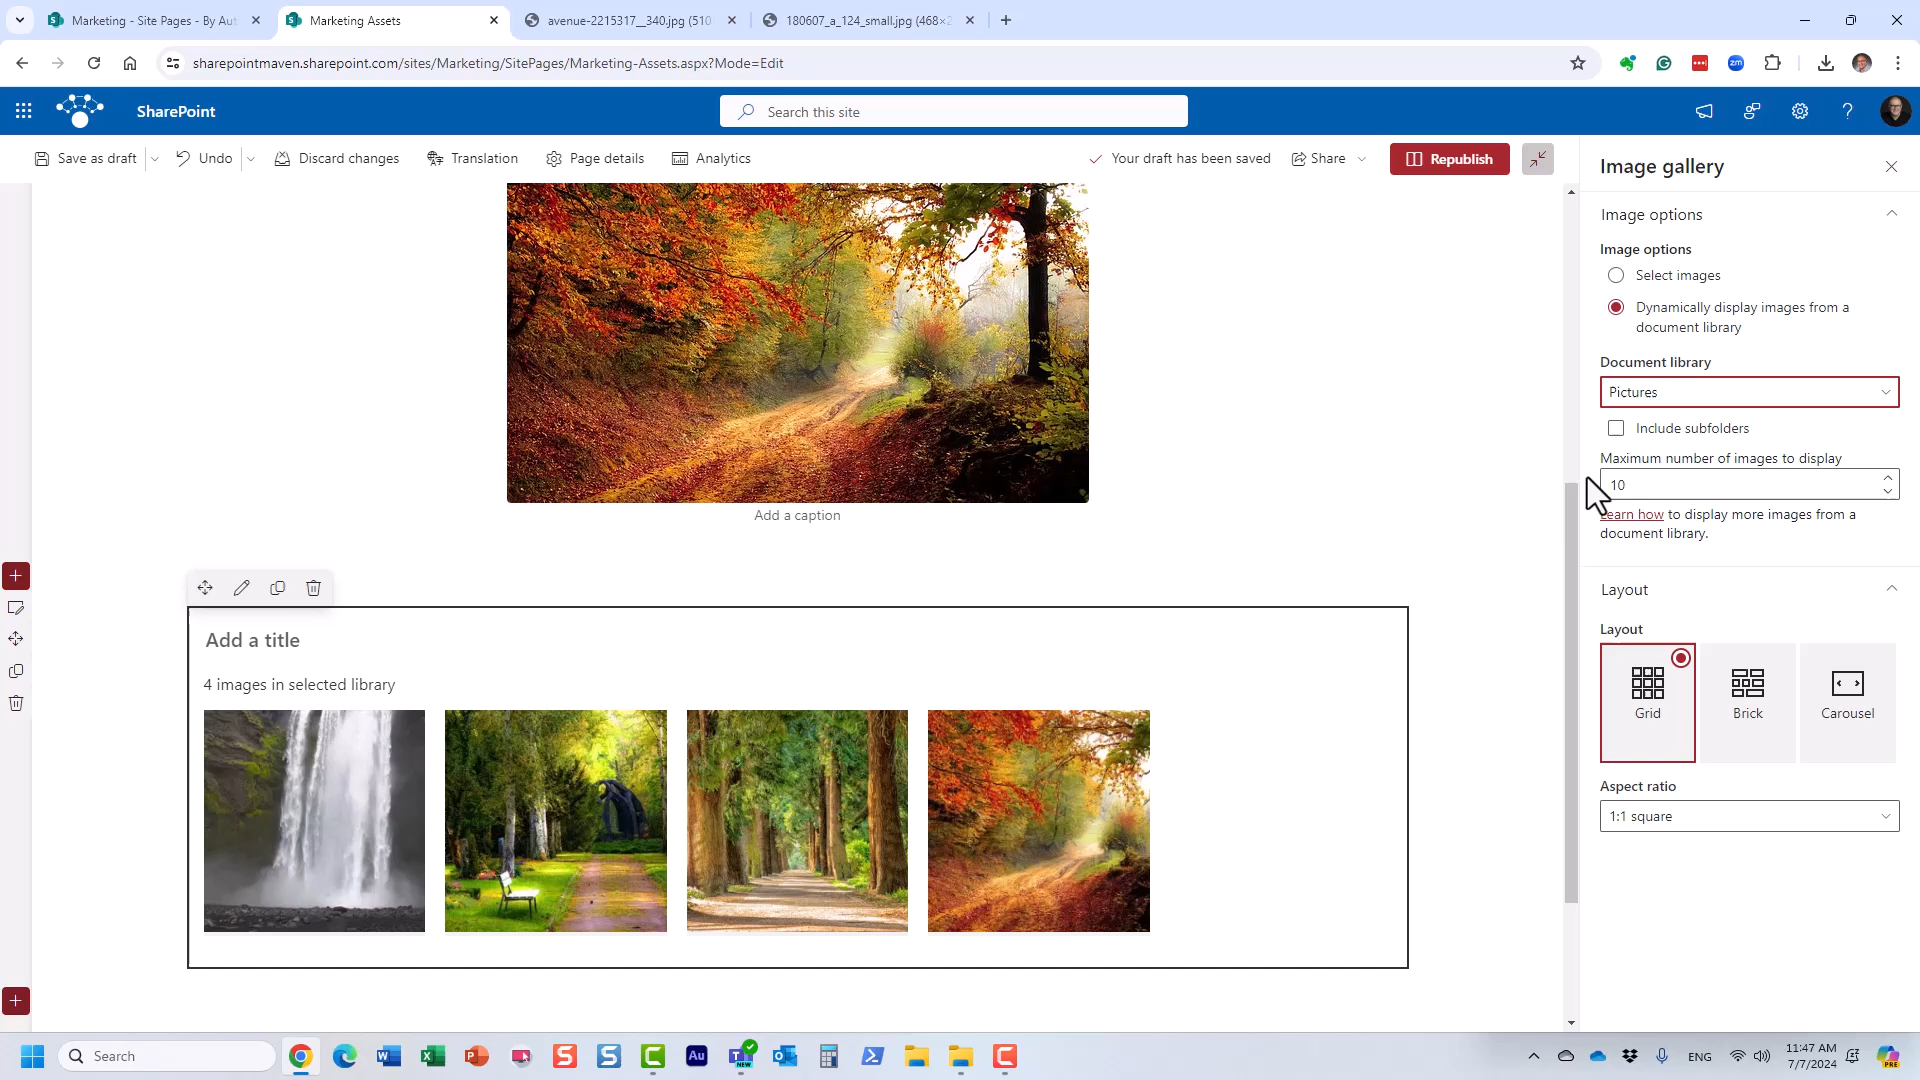 Marketing - Site Pages - By Aut
Marketing Assets
avenue-2215317__340.jpg (510
180607_a_124_small.jpg (468×2
sharepointmaven.sharepoint.com/sites/Marketing/SitePages/Marketing-Assets.aspx?Mode=Edit
SharePoint
Search this site
Save as draft
Undo
Discard changes
Translation
Page details
Analytics
Your draft has been saved
Share
Republish
Image gallery
Image options
Image options
Select images
Dynamically display images from a
document library
Document library
Pictures
Include subfolders
Maximum number of images to display
10
Learn how to display more images from a
document library.
Layout
Layout
Grid
Brick
Carousel
Aspect ratio
1:1 square
Add a caption
Add a title
4 images in selected library
Search
ENG
11:47 AM
7/7/2024